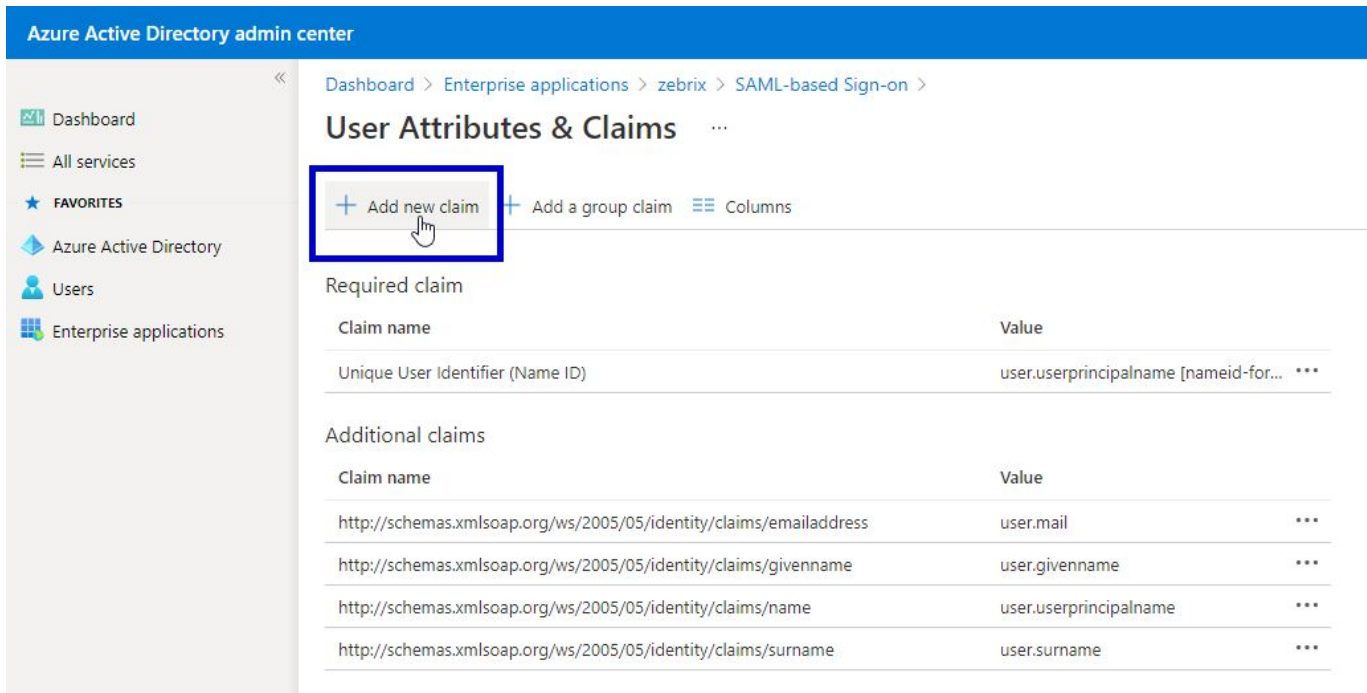 Azure Active Directory admin center
«
Dashboard
All services
FAVORITES
Azure Active Directory
Users
Enterprise applications
Dashboard > Enterprise applications > zebrix > SAML-based Sign-on >
User Attributes & Claims ...
+ Add new claim + Add a group claim Columns
Required claim
Claim name Value
Unique User Identifier (Name ID) user.userprincipalname [nameid-for... •••
Additional claims
Claim name Value
http://schemas.xmlsoap.org/ws/2005/05/identity/claims/emailaddress user.mail •••
http://schemas.xmlsoap.org/ws/2005/05/identity/claims/givenname user.givenname •••
http://schemas.xmlsoap.org/ws/2005/05/identity/claims/name user.userprincipalname •••
http://schemas.xmlsoap.org/ws/2005/05/identity/claims/surname user.surname •••